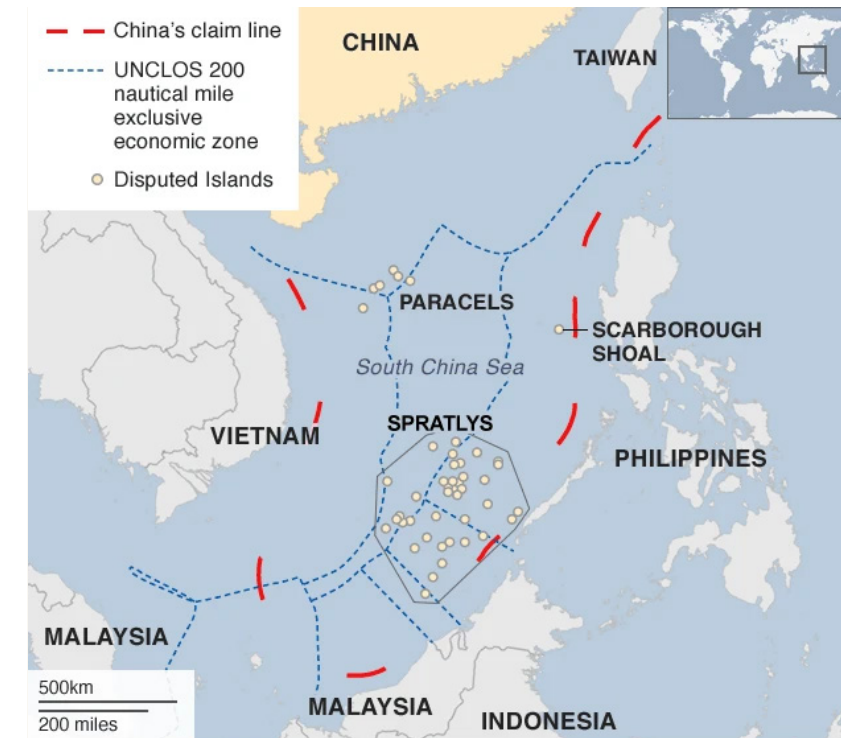 China's claim line
UNCLOS 200
nautical mile
exclusive
economic zone
Disputed Islands
CHINA
TAIWAN
PARACELS
SCARBOROUGH
SHOAL
South China Sea
SPRATLYS
VIETNAM
PHILIPPINES
MALAYSIA
500km
200 miles
MALAYSIA
INDONESIA